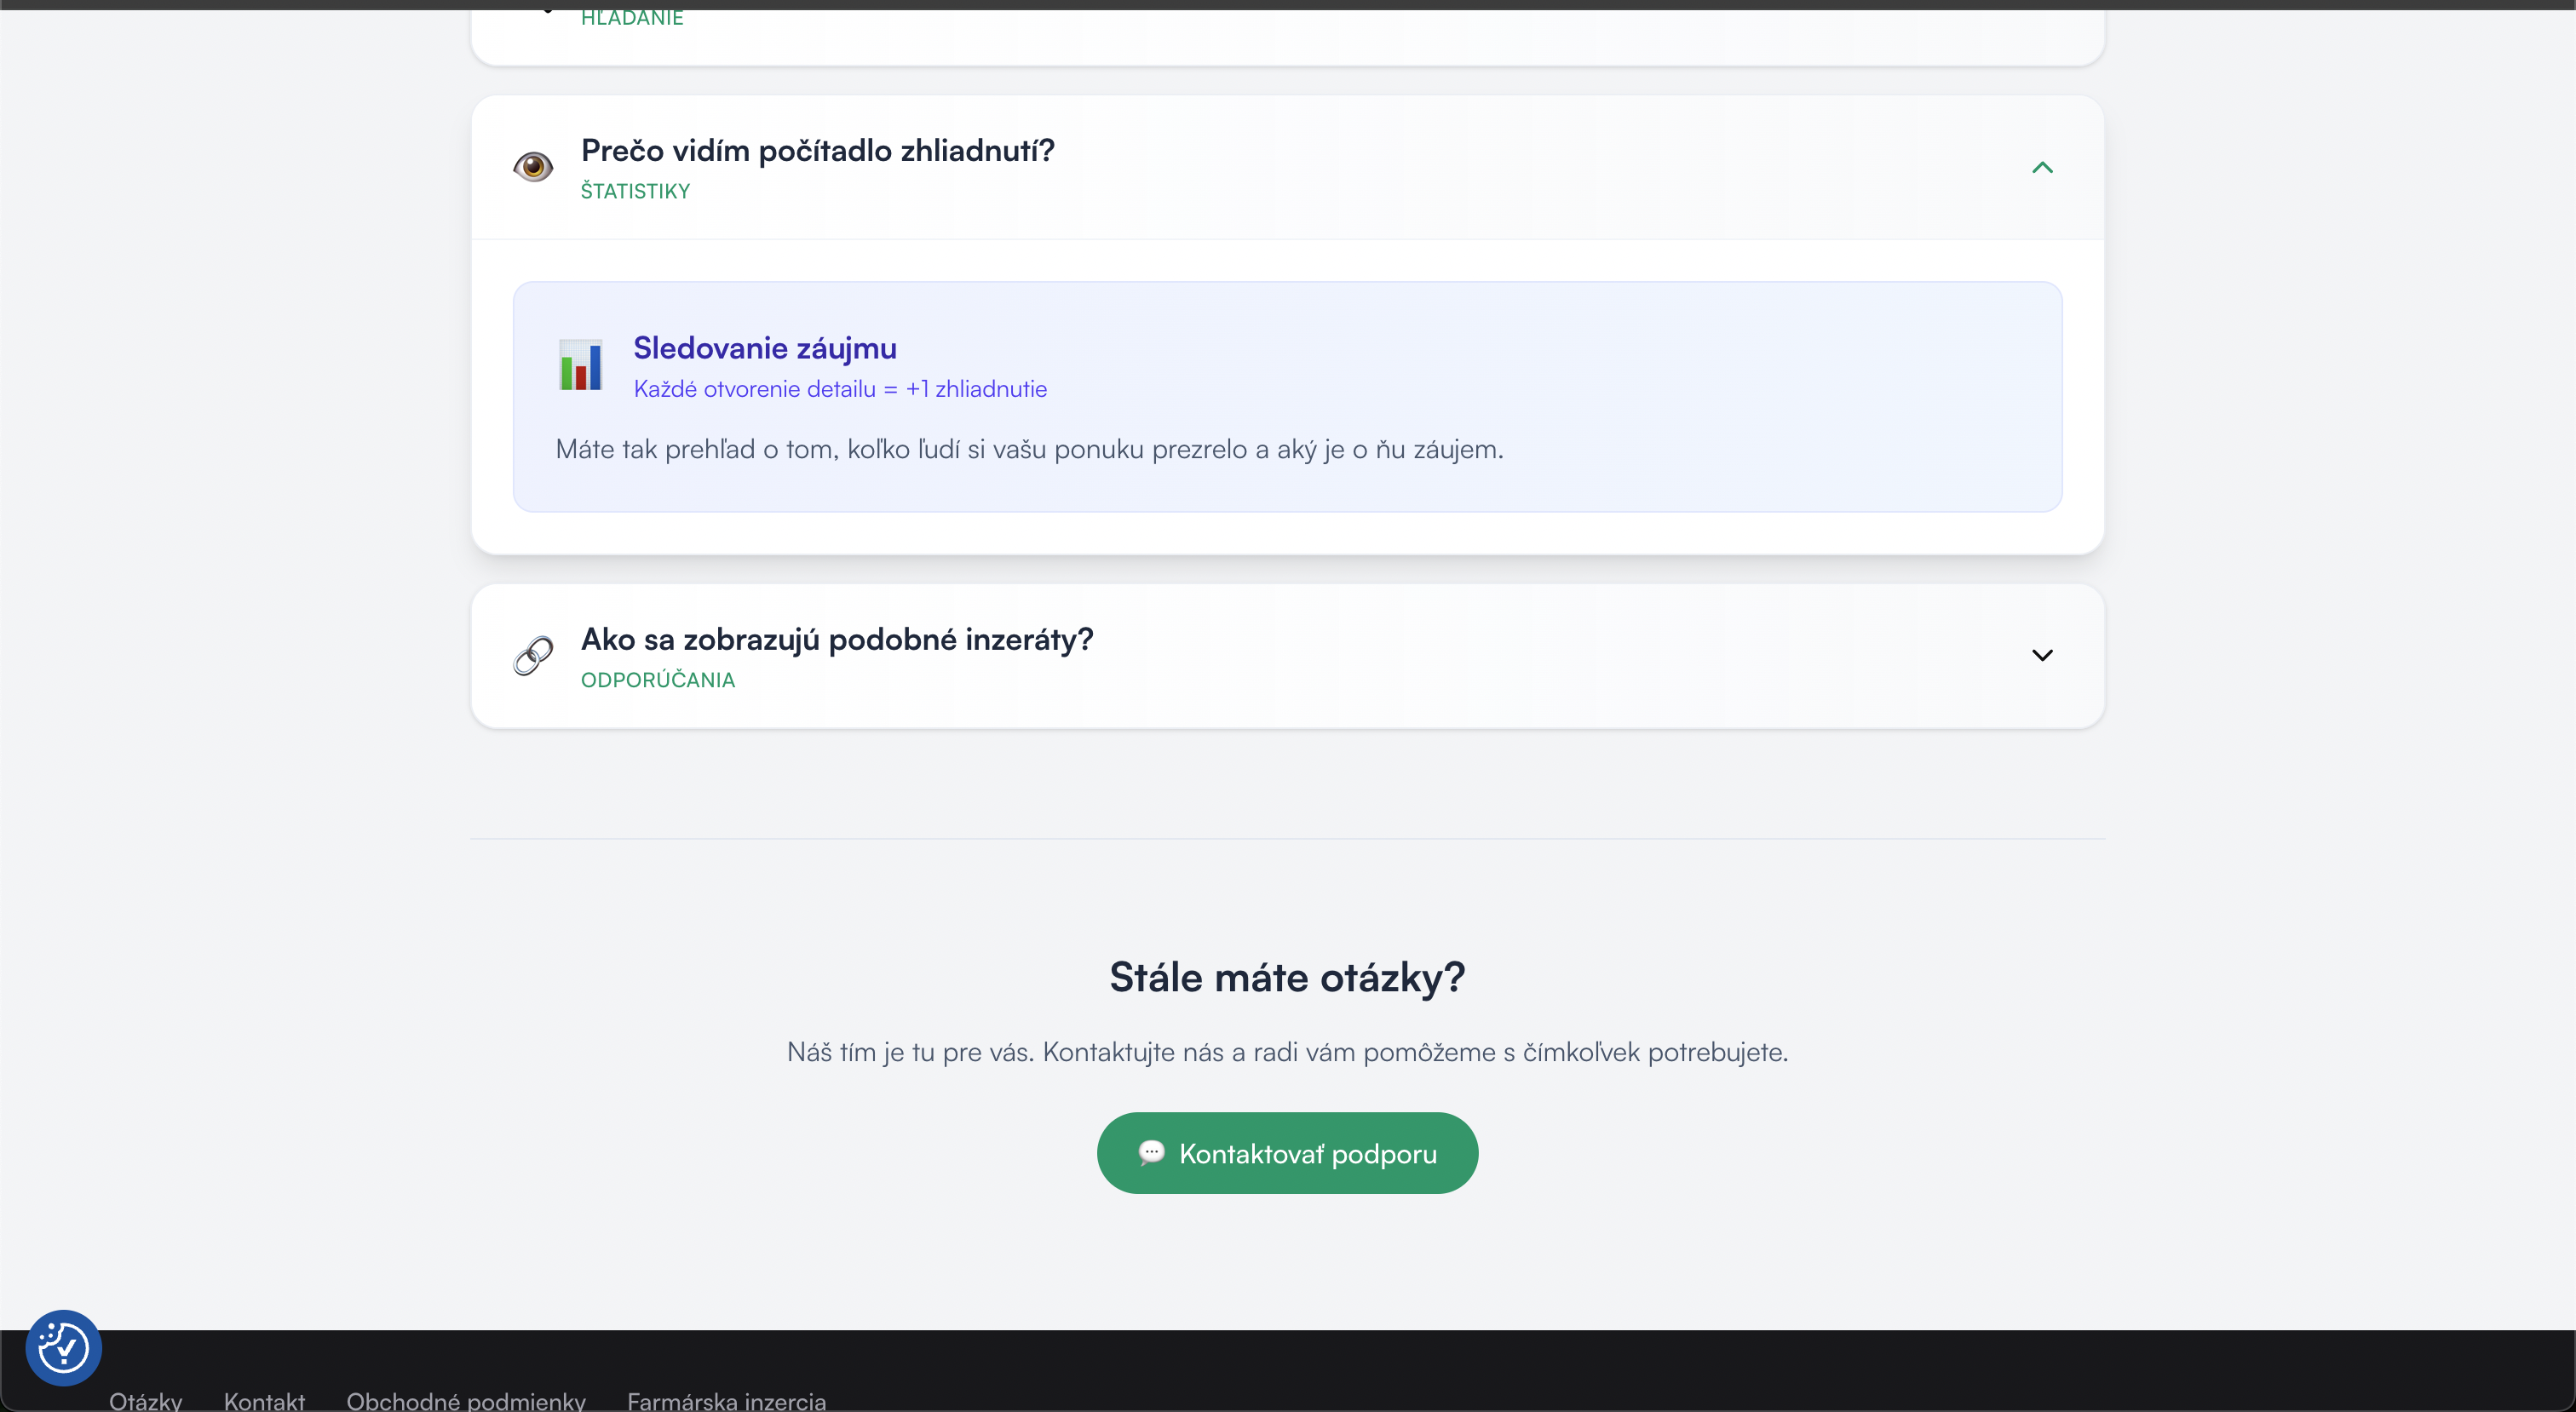 HĽADANIE
Prečo vidím počítadlo zhliadnutí?
ŠTATISTIKY
Sledovanie záujmu
Každé otvorenie detailu = +1 zhliadnutie
Máte tak prehľad o tom, koľko ľudí si vašu ponuku prezrelo a aký je o ňu záujem.
Ako sa zobrazujú podobné inzeráty?
ODPORÚČANIA
Stále máte otázky?
Náš tím je tu pre vás. Kontaktujte nás a radi vám pomôžeme s čímkoľvek potrebujete.
Kontaktovať podporu
Otázky Kontakt Obchodné podmienky Farmárska inzercia